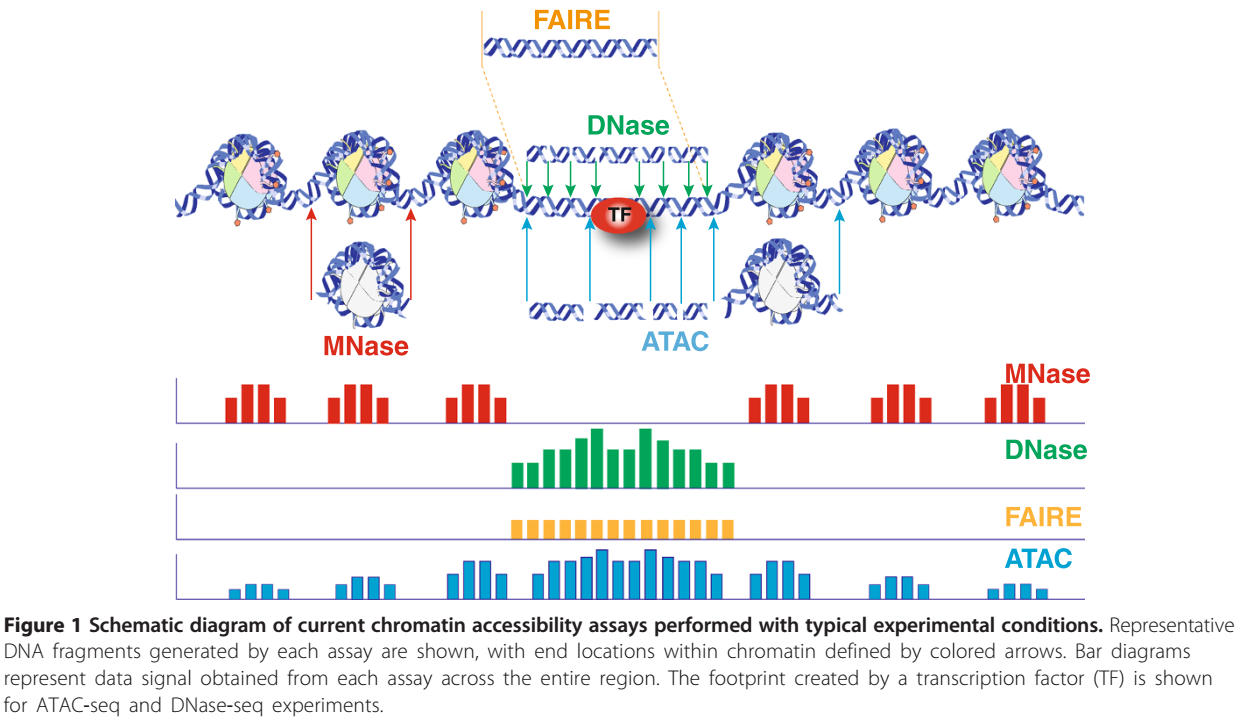 FAIRE
DNase
TF
MNase
ATAC
MNase
DNase
FAIRE
ATAC
Figure 1 Schematic diagram of current chromatin accessibility assays performed with typical experimental conditions. Representative
DNA fragments generated by each assay are shown, with end locations within chromatin defined by colored arrows. Bar diagrams
represent data signal obtained from each assay across the entire region. The footprint created by a transcription factor (TF) is shown
for ATAC-seq and DNase-seq experiments.